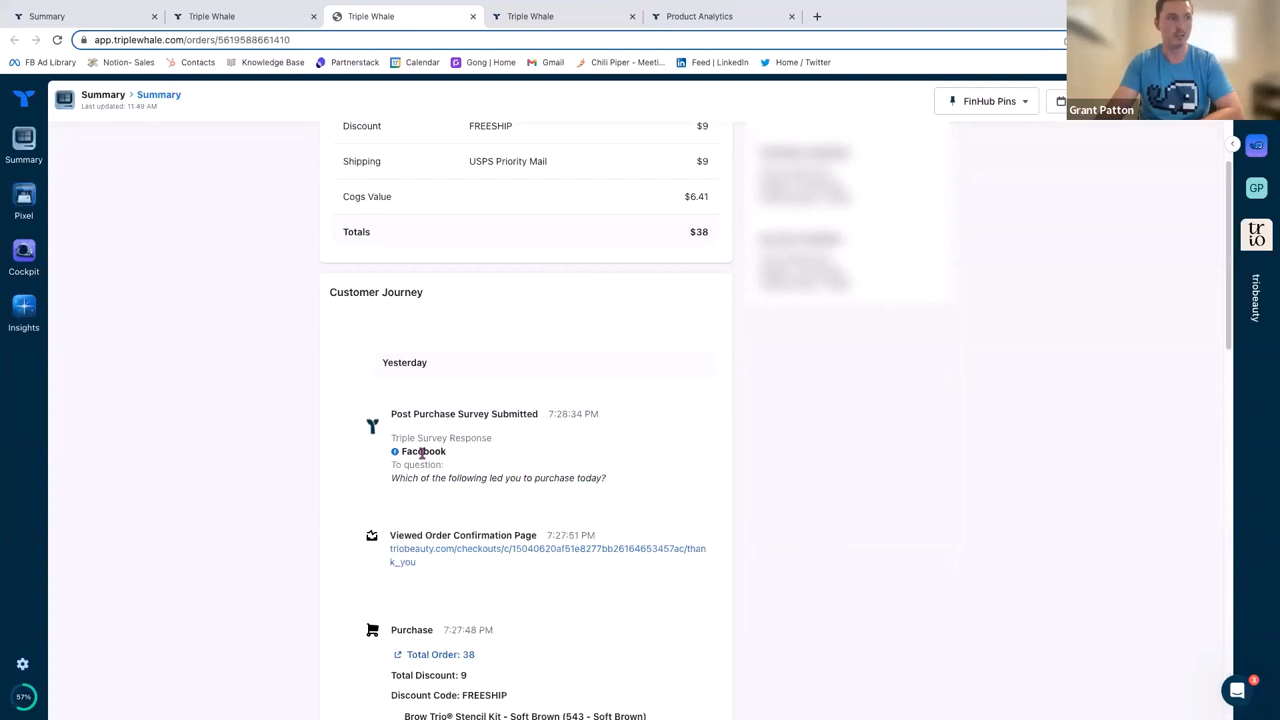 Summary
Triple Whale
Triple Whale
Triple Whale
Product Analytics
app.triplewhale.com/orders/5619588661410
FB Ad Library
Notion- Sales
Contacts
Knowledge Base
Partnerstack
Calendar
Gong | Home
Gmail
Chili Piper - Meeti...
Feed | LinkedIn
Home / Twitter
Grant Patton
Summary > Summary
Last updated: 11:49 AM
FinHub Pins
Summary
Pixel
Cockpit
Insights
57%
GP
trio
triobeauty
3
Discount FREESHIP $9
Shipping USPS Priority Mail $9
Cogs Value $6.41
Totals $38
Customer Journey
Yesterday
Post Purchase Survey Submitted 7:28:34 PM
Triple Survey Response
Facebook
To question:
Which of the following led you to purchase today?
Viewed Order Confirmation Page 7:27:51 PM
triobeauty.com/checkouts/c/15040620af51e8277bb26164653457ac/than
k_you
Purchase 7:27:48 PM
Total Order: 38
Total Discount: 9
Discount Code: FREESHIP
Brow Trio® Stencil Kit - Soft Brown (543 - Soft Brown)